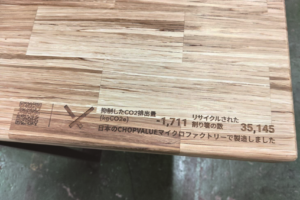 抑制したCO2排出量
(kgCO2e) -1,711
リサイクルされた
割り箸の数 35,145
日本のCHOPVALUEマイクロファクトリーで製造しました